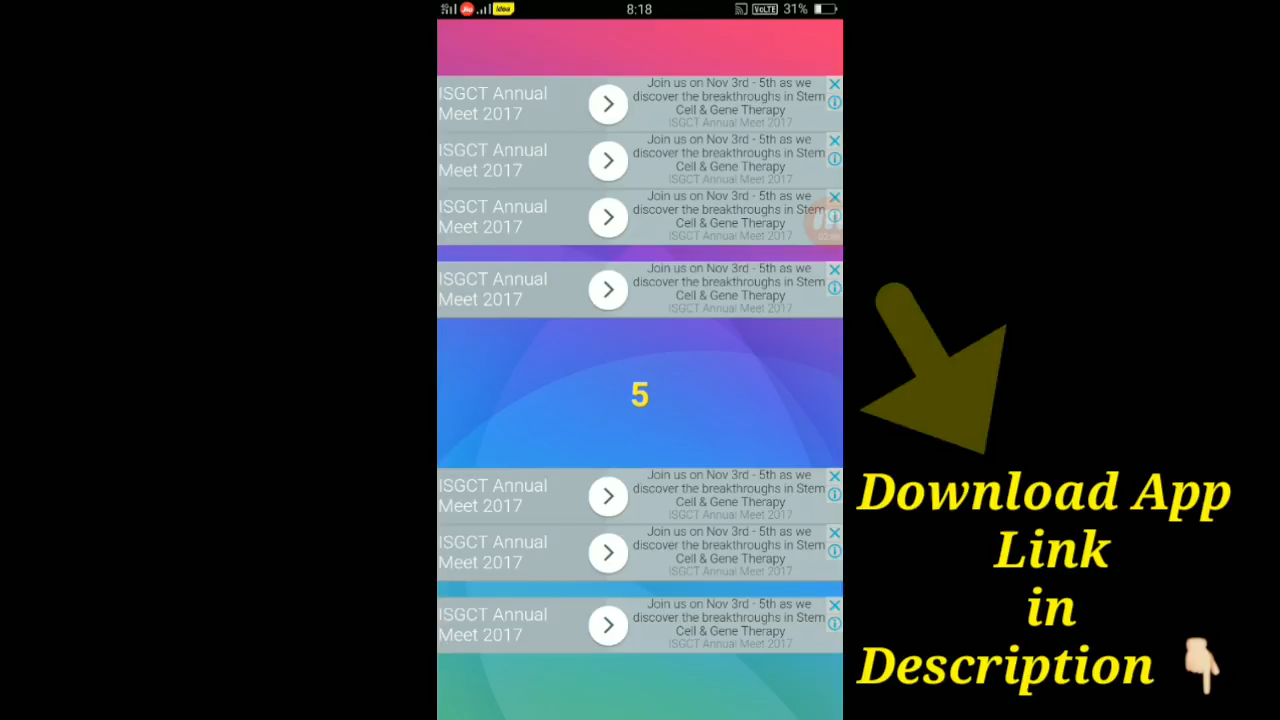 Jio idea 8:18 VoLTE 31%
ISGCT Annual
Meet 2017
Join us on Nov 3rd - 5th as we
discover the breakthroughs in Stem
Cell & Gene Therapy
ISGCT Annual Meet 2017
ISGCT Annual
Meet 2017
Join us on Nov 3rd - 5th as we
discover the breakthroughs in Stem
Cell & Gene Therapy
ISGCT Annual Meet 2017
ISGCT Annual
Meet 2017
Join us on Nov 3rd - 5th as we
discover the breakthroughs in Stem
Cell & Gene Therapy
ISGCT Annual Meet 2017
ISGCT Annual
Meet 2017
Join us on Nov 3rd - 5th as we
discover the breakthroughs in Stem
Cell & Gene Therapy
ISGCT Annual Meet 2017
5
ISGCT Annual
Meet 2017
Join us on Nov 3rd - 5th as we
discover the breakthroughs in Stem
Cell & Gene Therapy
ISGCT Annual Meet 2017
ISGCT Annual
Meet 2017
Join us on Nov 3rd - 5th as we
discover the breakthroughs in Stem
Cell & Gene Therapy
ISGCT Annual Meet 2017
ISGCT Annual
Meet 2017
Join us on Nov 3rd - 5th as we
discover the breakthroughs in Stem
Cell & Gene Therapy
ISGCT Annual Meet 2017
Download App
Link
in
Description